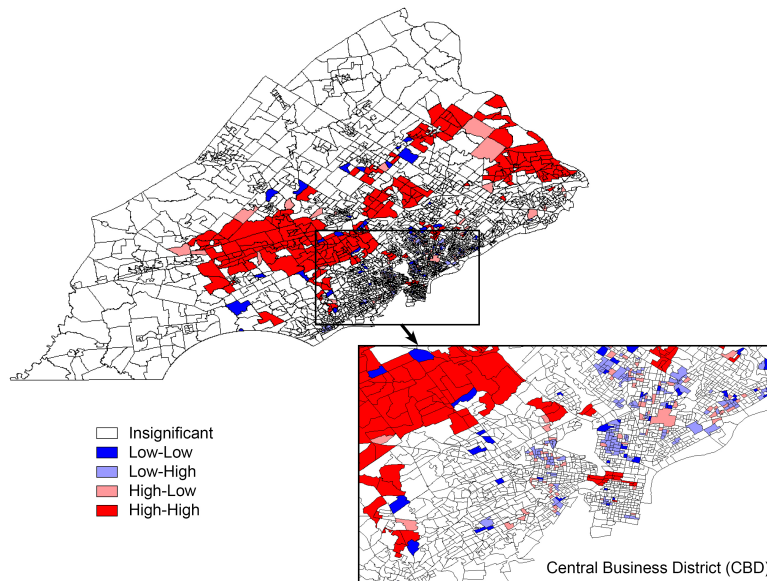 Insignificant
Low-Low
Low-High
High-Low
High-High
Central Business District (CBD)